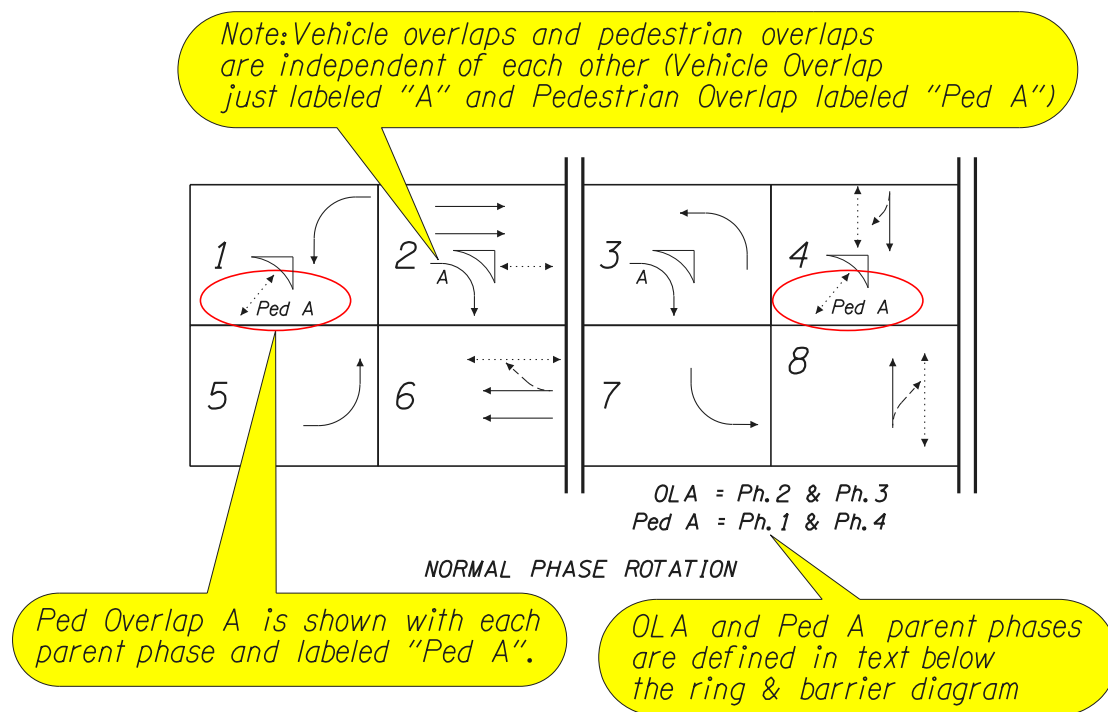 Note: Vehicle overlaps and pedestrian overlaps
are independent of each other (Vehicle Overlap
just labeled "A" and Pedestrian Overlap labeled "Ped A")
1
Ped A
2
A
3
A
4
Ped A
5
6
7
8
OLA = Ph. 2 & Ph. 3
Ped A = Ph. 1 & Ph. 4
NORMAL PHASE ROTATION
Ped Overlap A is shown with each
parent phase and labeled "Ped A".
OLA and Ped A parent phases
are defined in text below
the ring & barrier diagram